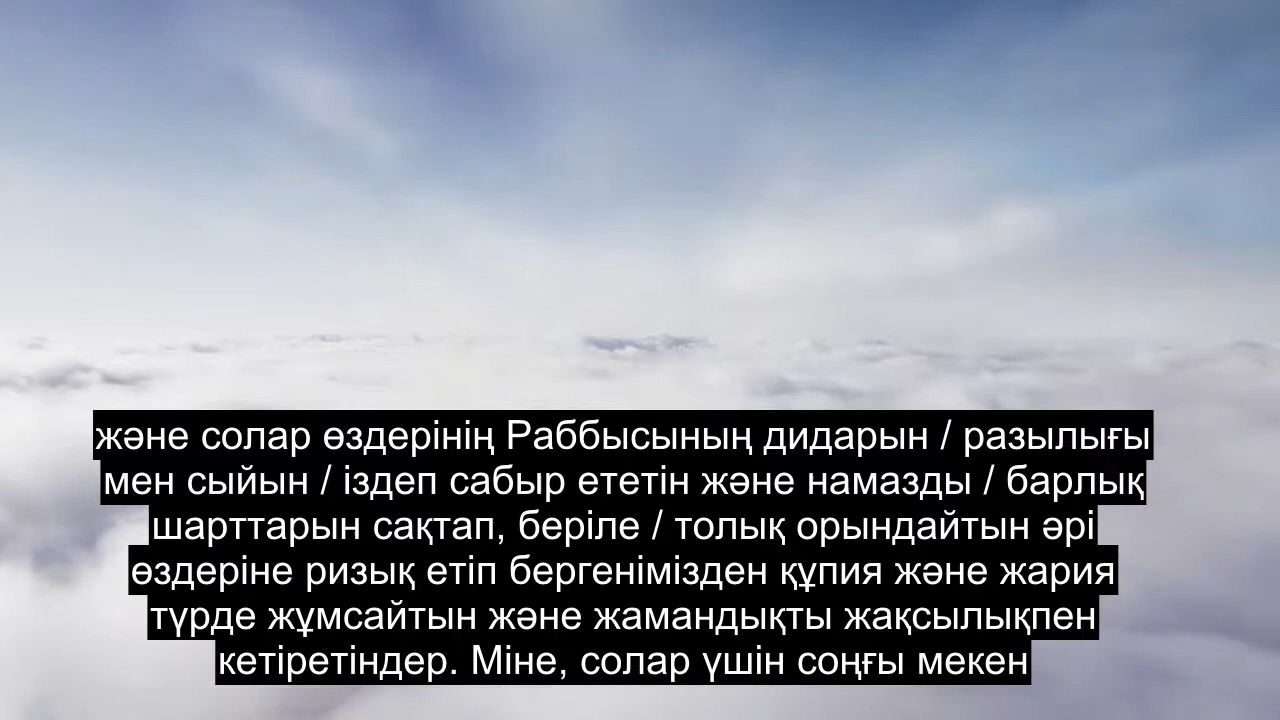 және солар өздерінің Раббысының дидарын / разылығы
мен сыйын / іздеп сабыр ететін және намазды / барлық
шарттарын сақтап, беріле / толық орындайтын әрі
өздеріне ризық етіп бергенімізден құпия және жария
түрде жұмсайтын және жамандықты жақсылықпен
кетіретіндер. Міне, солар үшін соңғы мекен